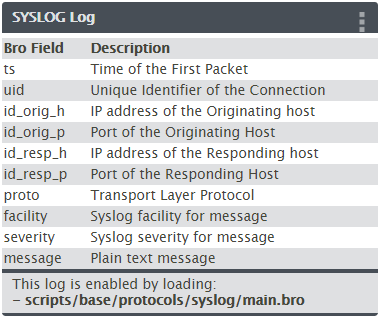 SYSLOG Log
Bro Field Description
ts Time of the First Packet
uid Unique Identifier of the Connection
id_orig_h IP address of the Originating host
id_orig_p Port of the Originating Host
id_resp_h IP address of the Responding host
id_resp_p Port of the Responding Host
proto Transport Layer Protocol
facility Syslog facility for message
severity Syslog severity for message
message Plain text message
This log is enabled by loading:
– scripts/base/protocols/syslog/main.bro